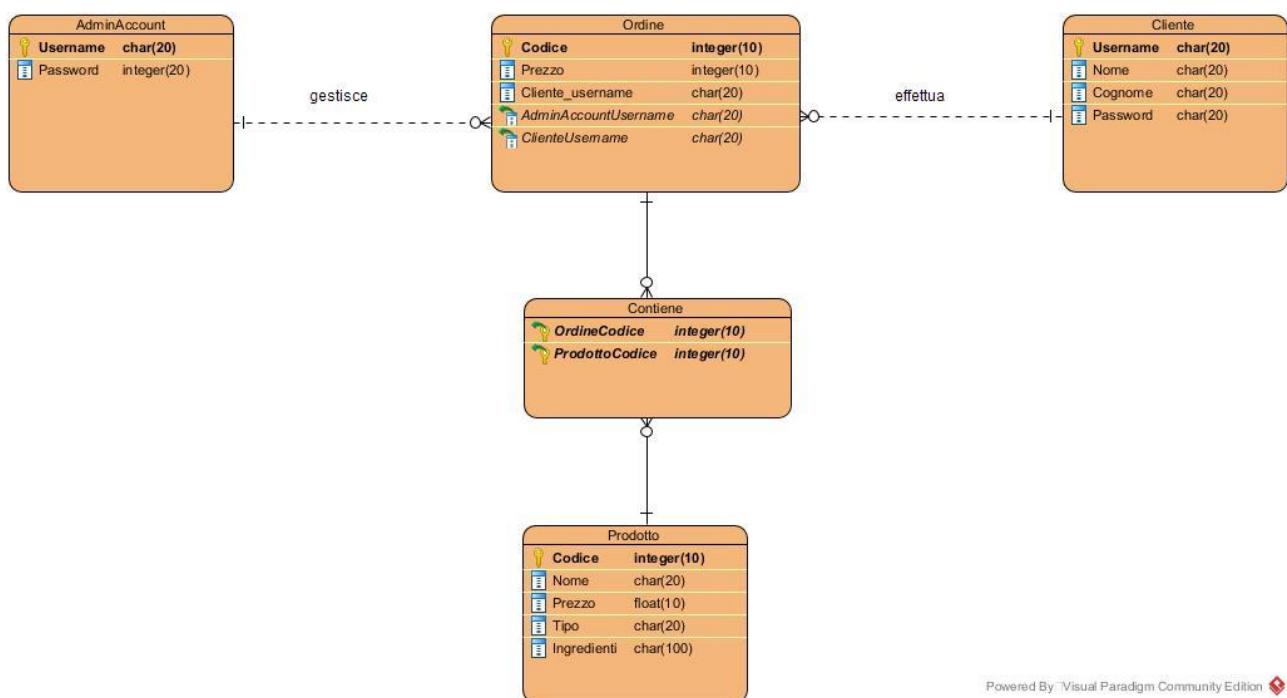 AdminAccount
Username char(20)
Password integer(20)
gestisce
Ordine
Codice integer(10)
Prezzo integer(10)
Cliente_username char(20)
AdminAccountUsername char(20)
ClienteUsername char(20)
effettua
Cliente
Username char(20)
Nome char(20)
Cognome char(20)
Password char(20)
Contiene
OrdineCodice integer(10)
ProdottoCodice integer(10)
Prodotto
Codice integer(10)
Nome char(20)
Prezzo float(10)
Tipo char(20)
Ingredienti char(100)
Powered By Visual Paradigm Community Edition